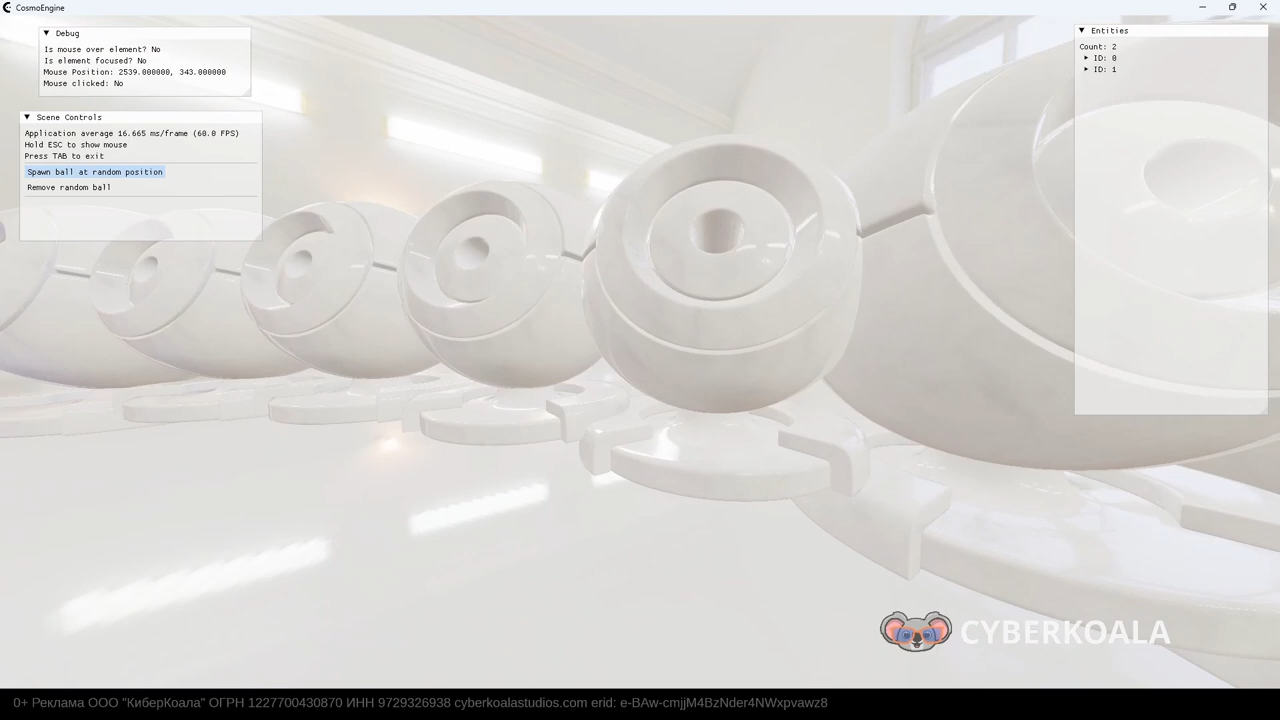 CosmoEngine
Debug
Is mouse over element? No
Is element focused? No
Mouse Position: 2539.000000, 343.000000
Mouse clicked: No
Scene Controls
Application average 16.665 ms/frame (60.0 FPS)
Hold ESC to show mouse
Press TAB to exit
Spawn ball at random position
Remove random ball
Entities
Count: 2
ID: 0
ID: 1
CYBERKOALA
0+ Реклама ООО "КиберКоала" ОГРН 1227700430870 ИНН 9729326938 cyberkoalastudios.com erid: e-BAw-cmjjM4BzNder4NWxpvawz8